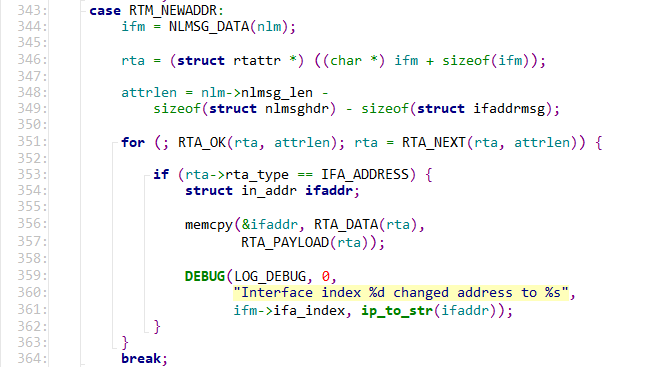 343: case RTM_NEWADDR:
344: ifm = NLMSG_DATA(nlm);
345:
346: rta = (struct rtattr *) ((char *) ifm + sizeof(ifm));
347:
348: attrlen = nlm->nlmsg_len -
349: sizeof(struct nlmsghdr) - sizeof(struct ifaddrmsg);
350:
351: for (; RTA_OK(rta, attrlen); rta = RTA_NEXT(rta, attrlen)) {
352:
353: if (rta->rta_type == IFA_ADDRESS) {
354: struct in_addr ifaddr;
355:
356: memcpy(&ifaddr, RTA_DATA(rta),
357: RTA_PAYLOAD(rta));
358:
359: DEBUG(LOG_DEBUG, 0,
360: "Interface index %d changed address to %s",
361: ifm->ifa_index, ip_to_str(ifaddr));
362: }
363: }
364: break;